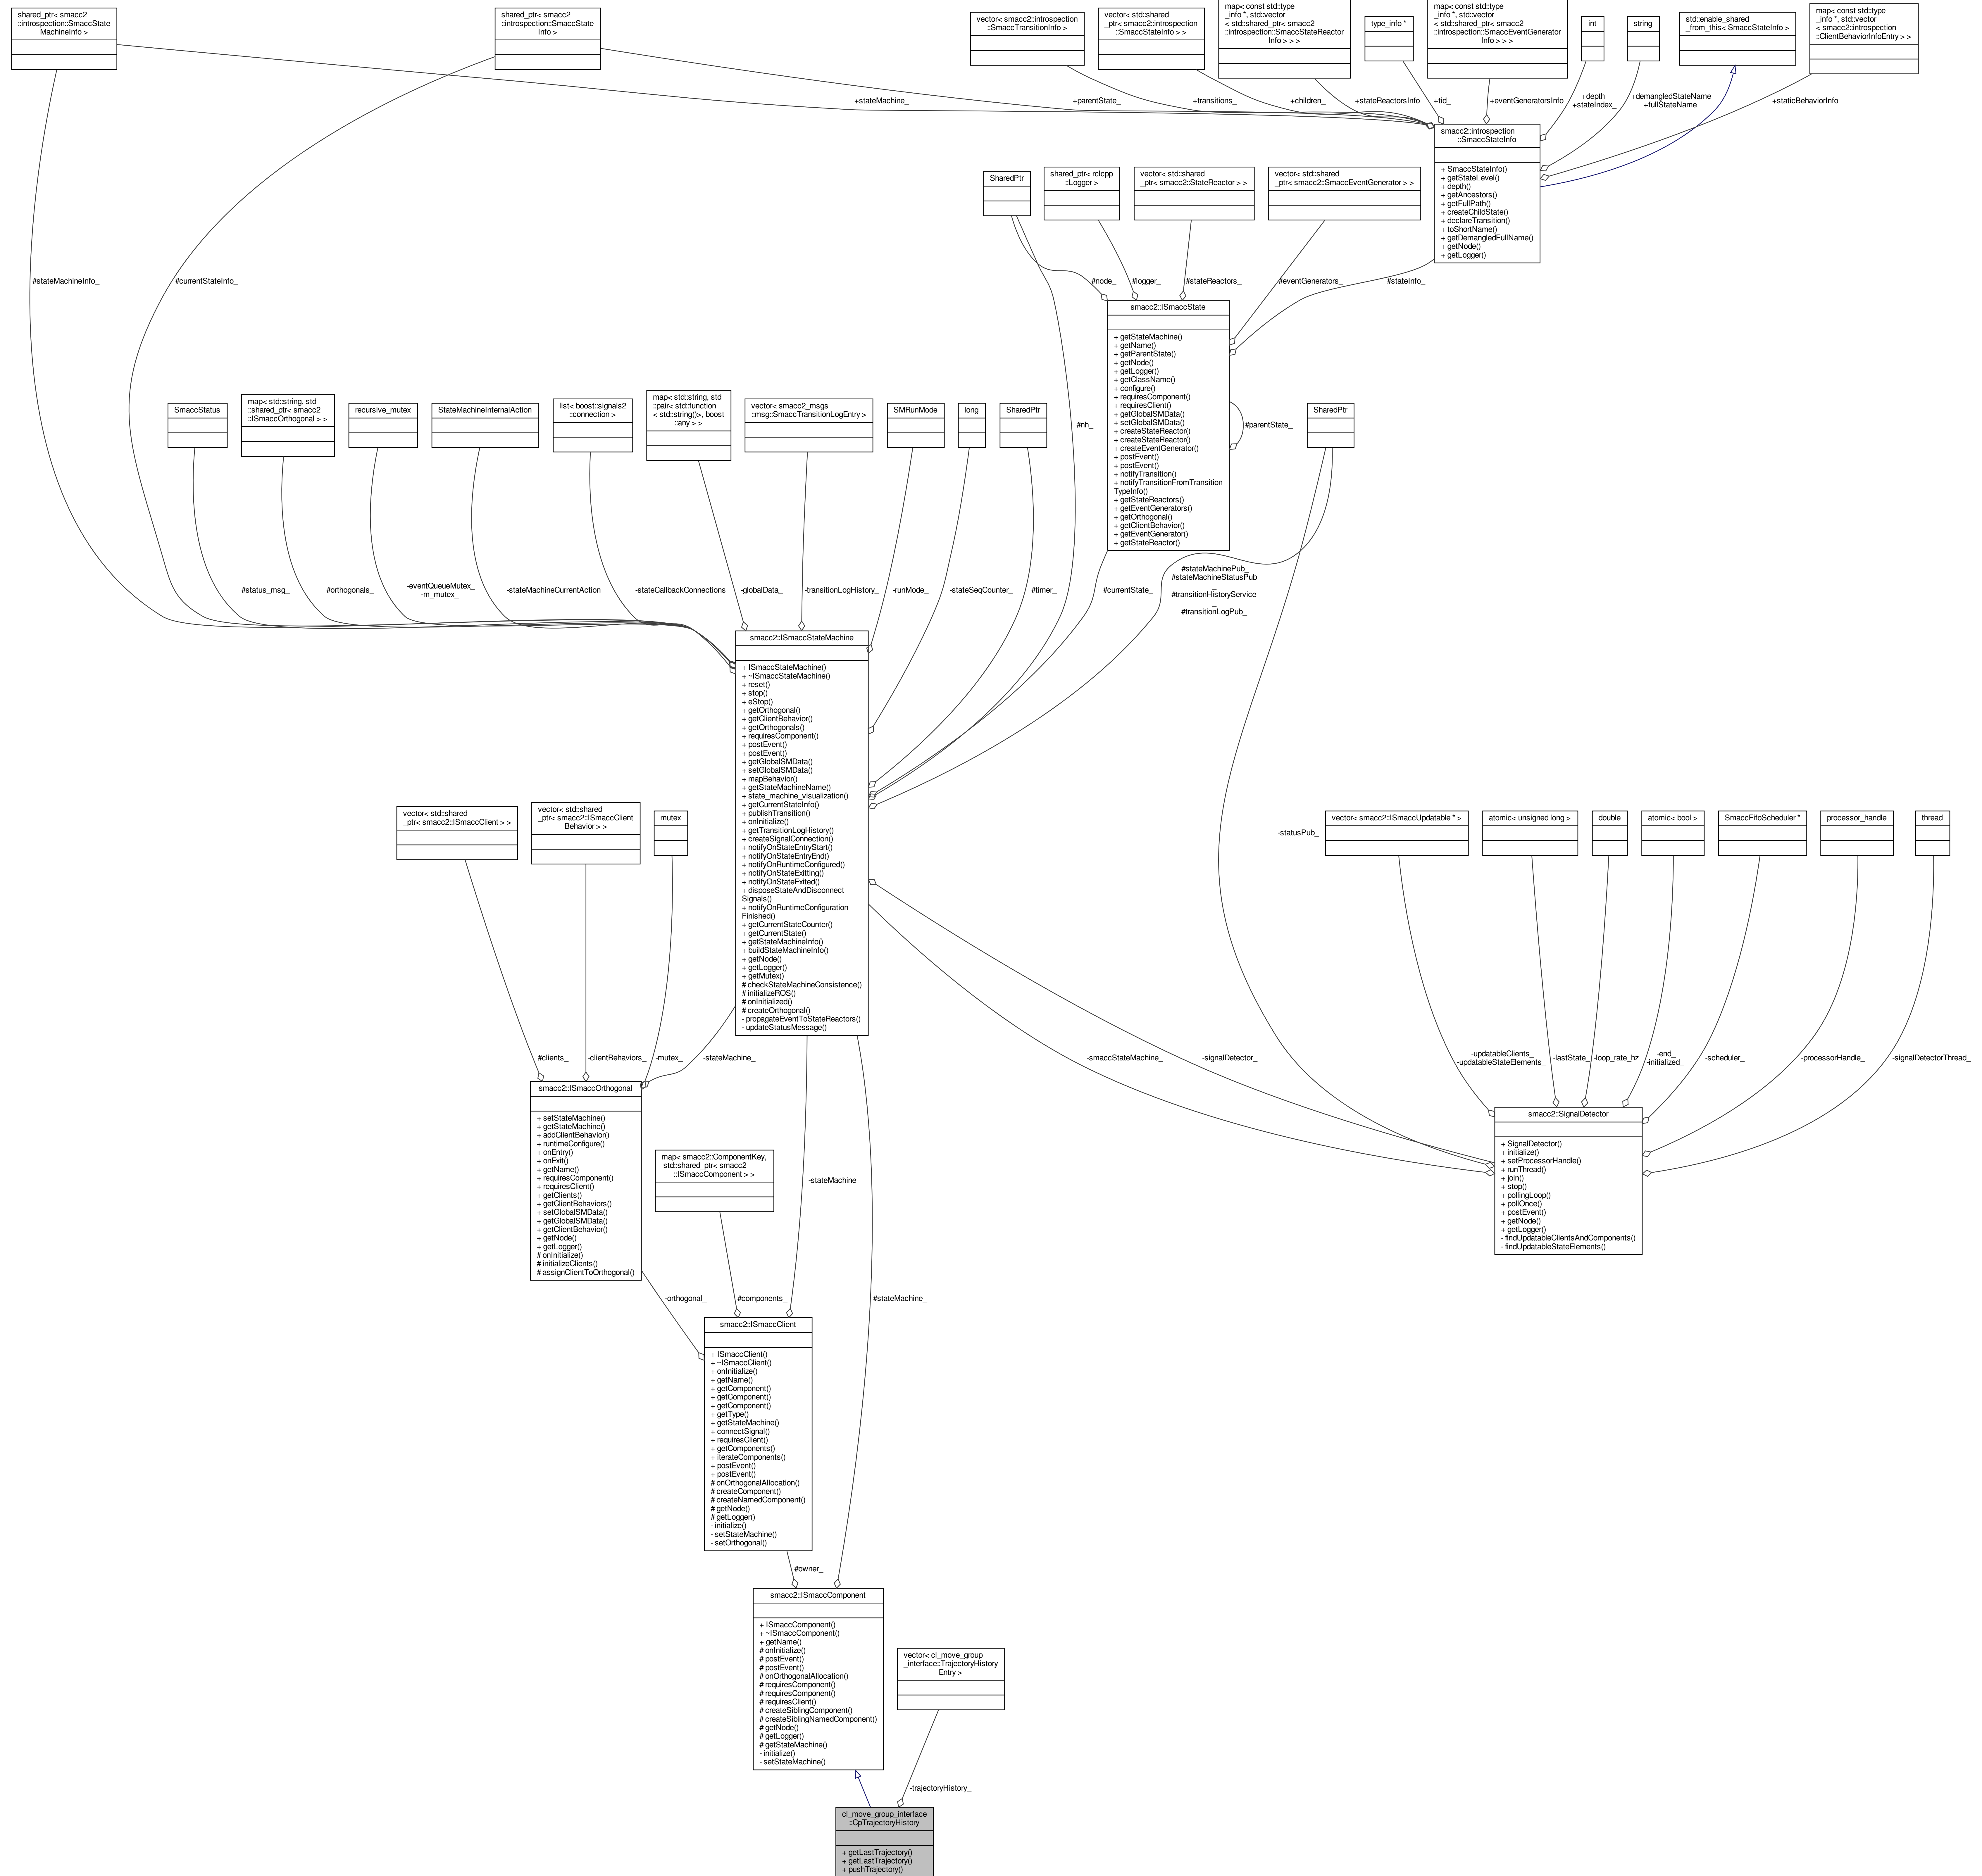 shared_ptr< smacc2
::introspection::SmaccState
MachineInfo >
shared_ptr< smacc2
::introspection::SmaccState
Info >
vector< smacc2::introspection
::SmaccTransitionInfo >
vector< std::shared
_ptr< smacc2::introspection
::SmaccStateInfo > >
map< const std::type
_info *, std::vector
< std::shared_ptr< smacc2
::introspection::SmaccStateReactor
Info > > >
type_info *
map< const std::type
_info *, std::vector
< std::shared_ptr< smacc2
::introspection::SmaccEventGenerator
Info > > >
int
string
std::enable_shared
_from_this< SmaccStateInfo >
map< const std::type
_info *, std::vector
< smacc2::introspection
::ClientBehaviorInfoEntry > >
+stateMachine_
+parentState_
+transitions_
+children_
+stateReactorsInfo
+tid_
+eventGeneratorsInfo
+depth_
+stateIndex_
+demangledStateName
+fullStateName
+staticBehaviorInfo
smacc2::introspection
::SmaccStateInfo
+ SmaccStateInfo()
+ getStateLevel()
+ depth()
+ getAncestors()
+ getFullPath()
+ createChildState()
+ declareTransition()
+ toShortName()
+ getDemangledFullName()
+ getNode()
+ getLogger()
SharedPtr
shared_ptr< rclcpp
::Logger >
vector< std::shared
_ptr< smacc2::StateReactor > >
vector< std::shared
_ptr< smacc2::SmaccEventGenerator > >
#stateMachineInfo_
#currentStateInfo_
#node_
#logger_
#stateReactors_
#eventGenerators_
#stateInfo_
smacc2::ISmaccState
+ getStateMachine()
+ getName()
+ getParentState()
+ getNode()
+ getLogger()
+ getClassName()
+ configure()
+ requiresComponent()
+ requiresClient()
+ getGlobalSMData()
+ setGlobalSMData()
+ createStateReactor()
+ createStateReactor()
+ createEventGenerator()
+ postEvent()
+ postEvent()
+ notifyTransition()
+ notifyTransitionFromTransition
TypeInfo()
+ getStateReactors()
+ getEventGenerators()
+ getOrthogonal()
+ getClientBehavior()
+ getEventGenerator()
+ getStateReactor()
#parentState_
#nh_
SmaccStatus
map< std::string, std
::shared_ptr< smacc2
::ISmaccOrthogonal > >
recursive_mutex
StateMachineInternalAction
list< boost::signals2
::connection >
map< std::string, std
::pair< std::function
< std::string()>, boost
::any > >
vector< smacc2_msgs
::msg::SmaccTransitionLogEntry >
SMRunMode
long
SharedPtr
SharedPtr
#status_msg_
#orthogonals_
-eventQueueMutex_
-m_mutex_
-stateMachineCurrentAction
-stateCallbackConnections
-globalData_
-transitionLogHistory_
-runMode_
-stateSeqCounter_
#timer_
#currentState_
#stateMachinePub_
#stateMachineStatusPub
_
#transitionHistoryService
_
#transitionLogPub_
smacc2::ISmaccStateMachine
+ ISmaccStateMachine()
+ ~ISmaccStateMachine()
+ reset()
+ stop()
+ eStop()
+ getOrthogonal()
+ getClientBehavior()
+ getOrthogonals()
+ requiresComponent()
+ postEvent()
+ postEvent()
+ getGlobalSMData()
+ setGlobalSMData()
+ mapBehavior()
+ getStateMachineName()
+ state_machine_visualization()
+ getCurrentStateInfo()
+ publishTransition()
+ onInitialize()
+ getTransitionLogHistory()
+ createSignalConnection()
+ notifyOnStateEntryStart()
+ notifyOnStateEntryEnd()
+ notifyOnRuntimeConfigured()
+ notifyOnStateExitting()
+ notifyOnStateExited()
+ disposeStateAndDisconnect
Signals()
+ notifyOnRuntimeConfiguration
Finished()
+ getCurrentStateCounter()
+ getCurrentState()
+ getStateMachineInfo()
+ buildStateMachineInfo()
+ getNode()
+ getLogger()
+ getMutex()
# checkStateMachineConsistence()
# initializeROS()
# onInitialized()
# createOrthogonal()
- propagateEventToStateReactors()
- updateStatusMessage()
vector< std::shared
_ptr< smacc2::ISmaccClient > >
vector< std::shared
_ptr< smacc2::ISmaccClient
Behavior > >
mutex
-statusPub_
vector< smacc2::ISmaccUpdatable * >
atomic< unsigned long >
double
atomic< bool >
SmaccFifoScheduler *
processor_handle
thread
#clients_
-clientBehaviors_
-mutex_
-stateMachine_
-smaccStateMachine_
-signalDetector_
-updatableClients_
-updatableStateElements_
-lastState_
-loop_rate_hz
-end_
-initialized_
-scheduler_
-processorHandle_
-signalDetectorThread_
smacc2::ISmaccOrthogonal
+ setStateMachine()
+ getStateMachine()
+ addClientBehavior()
+ runtimeConfigure()
+ onEntry()
+ onExit()
+ getName()
+ requiresComponent()
+ requiresClient()
+ getClients()
+ getClientBehaviors()
+ setGlobalSMData()
+ getGlobalSMData()
+ getClientBehavior()
+ getNode()
+ getLogger()
# onInitialize()
# initializeClients()
# assignClientToOrthogonal()
smacc2::SignalDetector
+ SignalDetector()
+ initialize()
+ setProcessorHandle()
+ runThread()
+ join()
+ stop()
+ pollingLoop()
+ pollOnce()
+ postEvent()
+ getNode()
+ getLogger()
- findUpdatableClientsAndComponents()
- findUpdatableStateElements()
map< smacc2::ComponentKey,
std::shared_ptr< smacc2
::ISmaccComponent > >
-stateMachine_
-orthogonal_
#components_
#stateMachine_
smacc2::ISmaccClient
+ ISmaccClient()
+ ~ISmaccClient()
+ onInitialize()
+ getName()
+ getComponent()
+ getComponent()
+ getComponent()
+ getType()
+ getStateMachine()
+ connectSignal()
+ requiresClient()
+ getComponents()
+ iterateComponents()
+ postEvent()
+ postEvent()
# onOrthogonalAllocation()
# createComponent()
# createNamedComponent()
# getNode()
# getLogger()
- initialize()
- setStateMachine()
- setOrthogonal()
#owner_
smacc2::ISmaccComponent
+ ISmaccComponent()
+ ~ISmaccComponent()
+ getName()
# onInitialize()
# postEvent()
# postEvent()
# onOrthogonalAllocation()
# requiresComponent()
# requiresComponent()
# requiresClient()
# createSiblingComponent()
# createSiblingNamedComponent()
# getNode()
# getLogger()
# getStateMachine()
- initialize()
- setStateMachine()
vector< cl_move_group
_interface::TrajectoryHistory
Entry >
-trajectoryHistory_
cl_move_group_interface
::CpTrajectoryHistory
+ getLastTrajectory()
+ getLastTrajectory()
+ pushTrajectory()